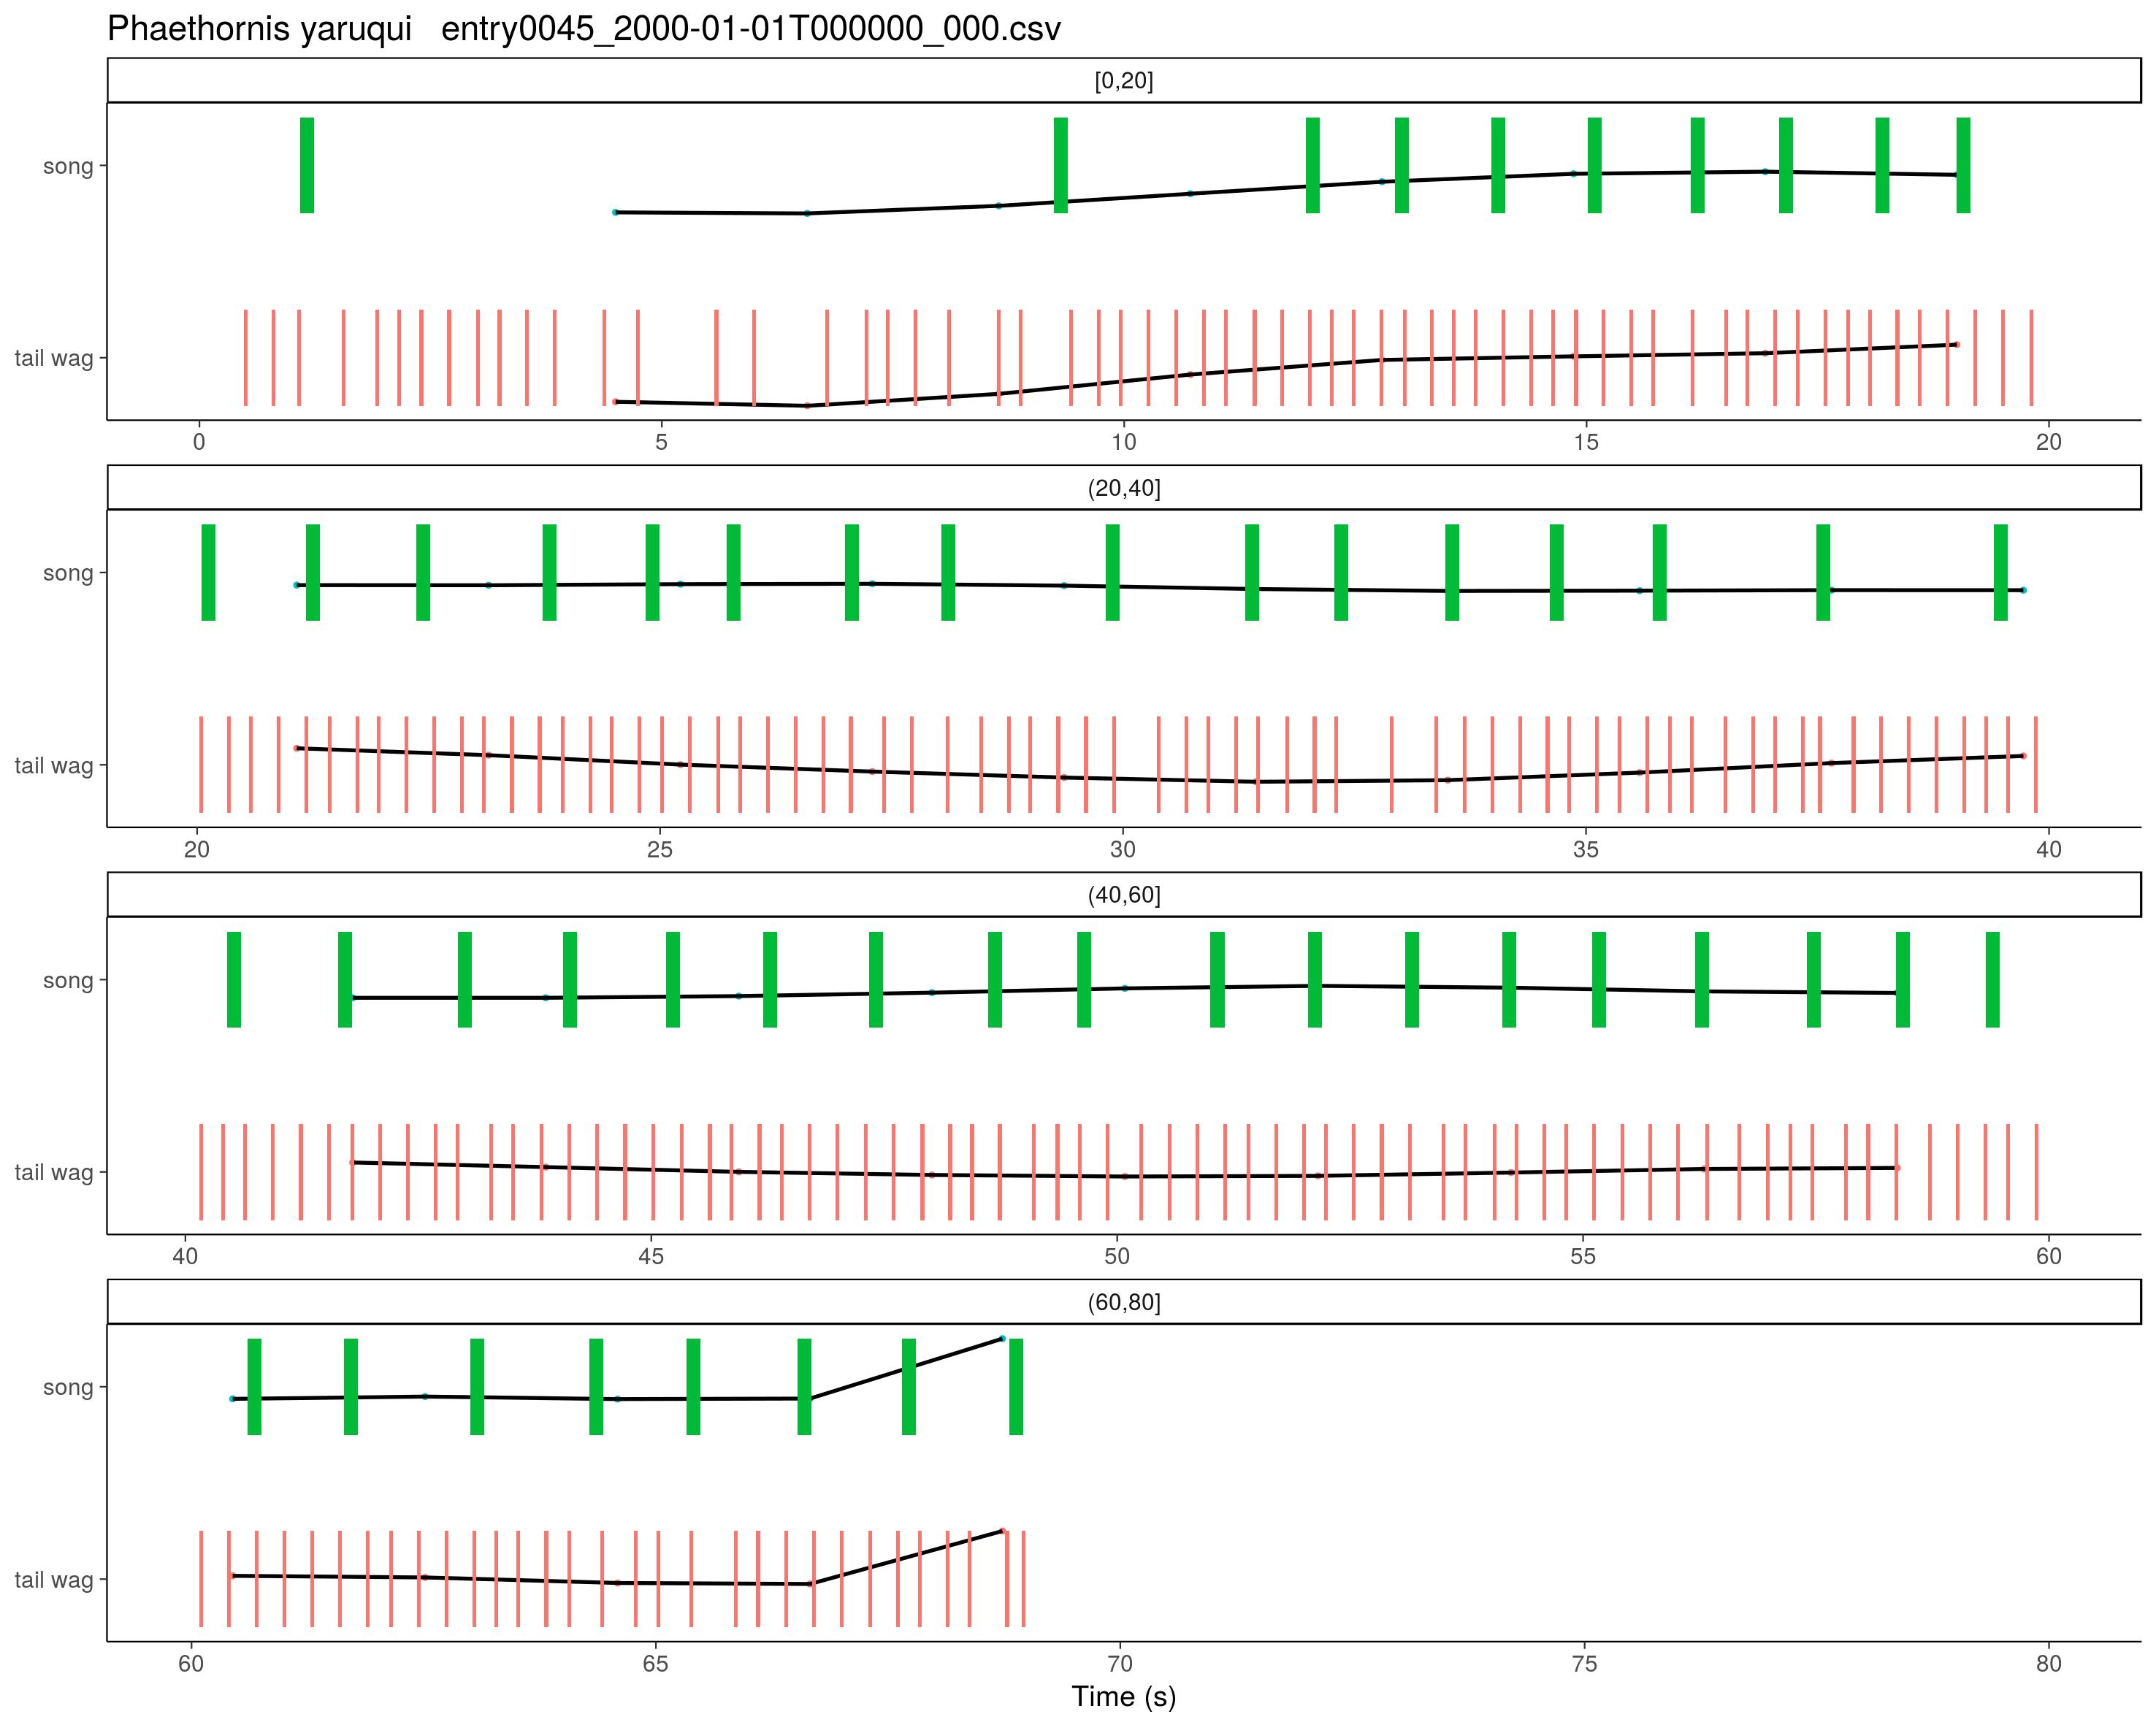 Phaethornis yaruqui   entry0045_2000-01-01T000000_000.csv
[0,20]
song
tail wag
0 5 10 15 20
(20,40]
song
tail wag
20 25 30 35 40
(40,60]
song
tail wag
40 45 50 55 60
(60,80]
song
tail wag
60 65 70 75 80
Time (s)